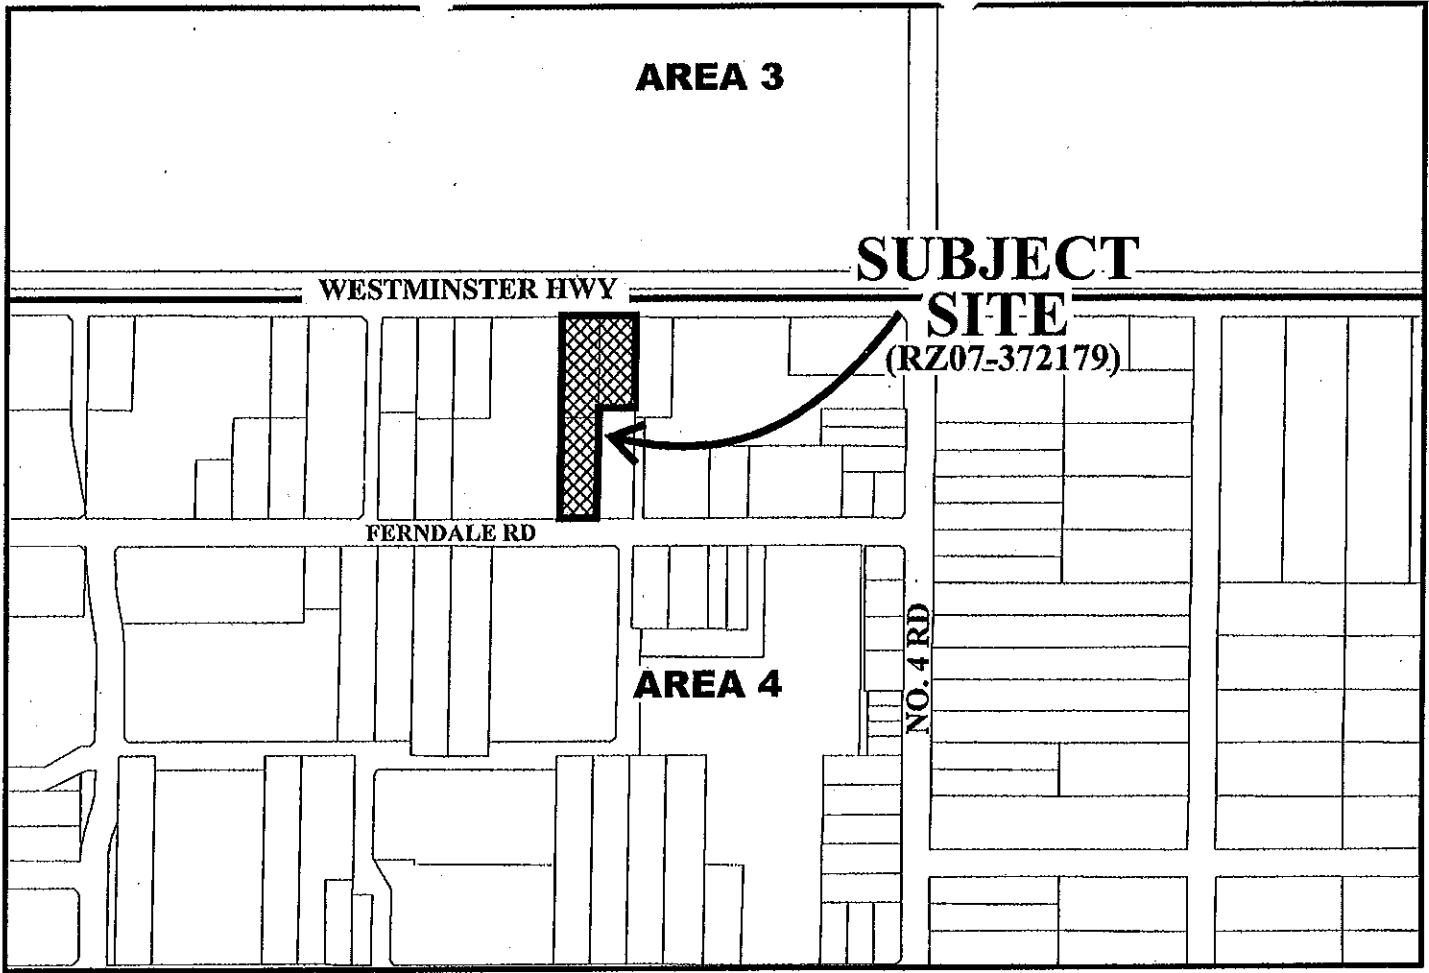 AREA 3
SUBJECT
SITE
(RZ07-372179)
WESTMINSTER HWY
FERNDALE RD
NO. 4 RD
AREA 4